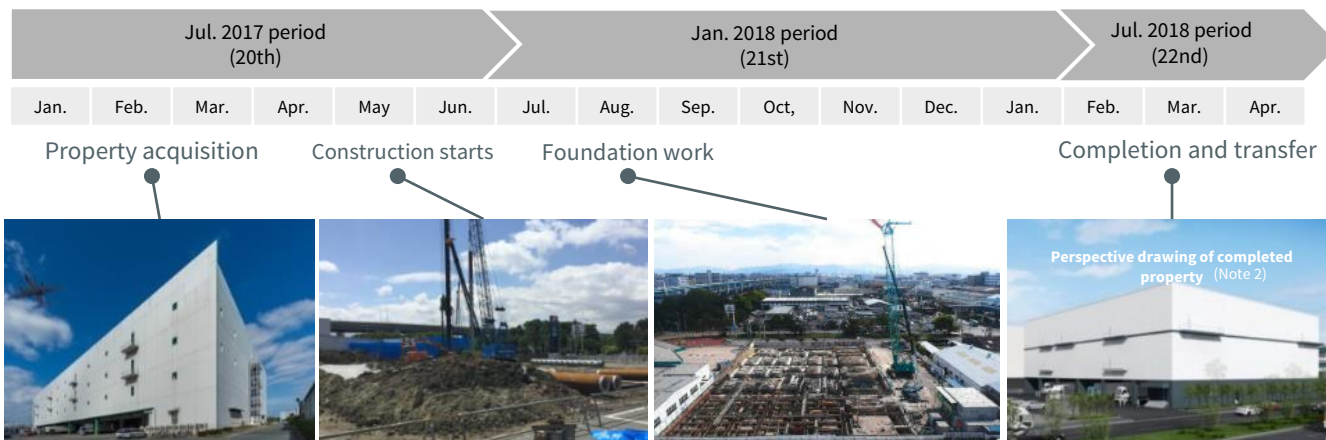 Jul. 2017 period
(20th)
Jan. 2018 period
(21st)
Jul. 2018 period
(22nd)
Jan. Feb. Mar. Apr. May Jun. Jul. Aug. Sep. Oct, Nov. Dec. Jan. Feb. Mar. Apr.
Property acquisition
Construction starts
Foundation work
Completion and transfer
Perspective drawing of completed
property (Note 2)